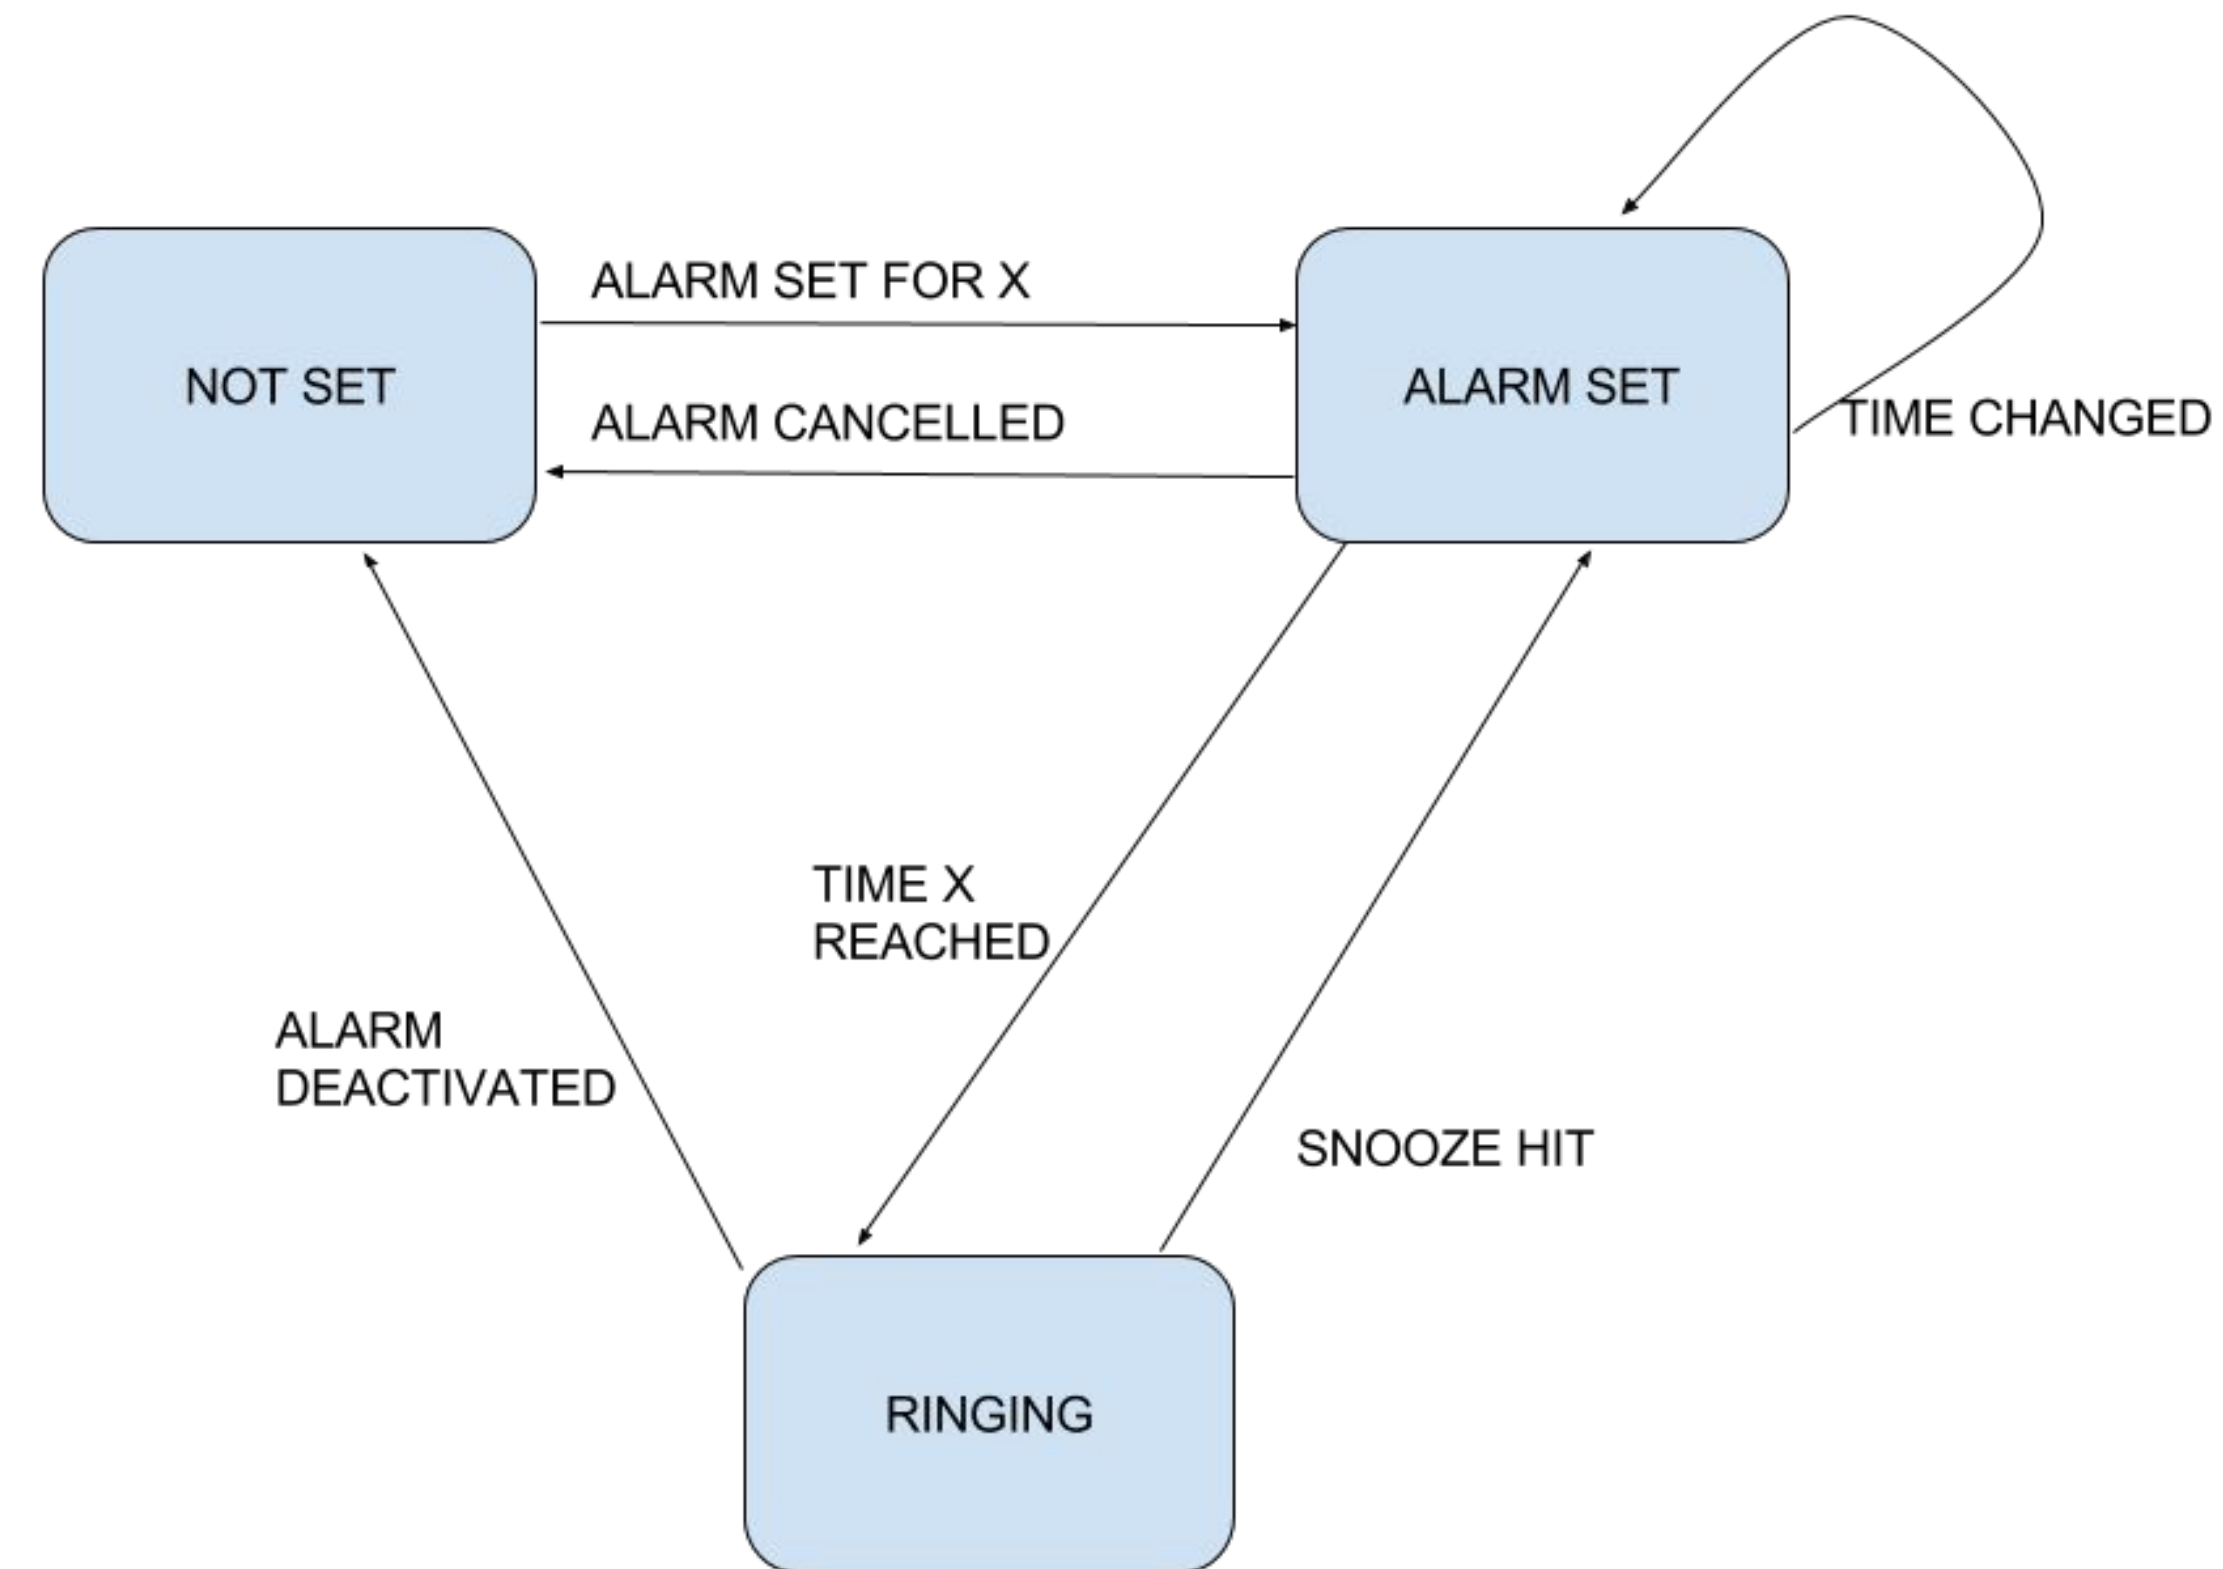 ALARM SET FOR X
NOT SET
ALARM SET
ALARM CANCELLED
TIME CHANGED
TIME X
REACHED
ALARM
DEACTIVATED
SNOOZE HIT
RINGING